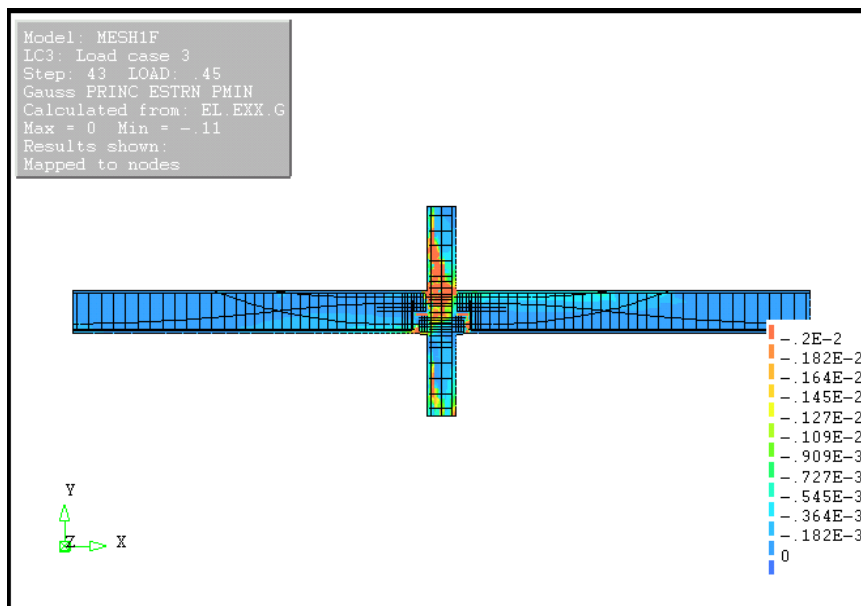 Model: MESH1F
LC3: Load case 3
Step: 43 LOAD: .45
Gauss PRINC ESTRN PMIN
Calculated from: EL.EXX.G
Max = 0 Min = -.11
Results shown:
Mapped to nodes
-.2E-2
-.182E-2
-.164E-2
-.145E-2
-.127E-2
-.109E-2
-.909E-3
-.727E-3
-.545E-3
-.364E-3
-.182E-3
0
Y
Z
X